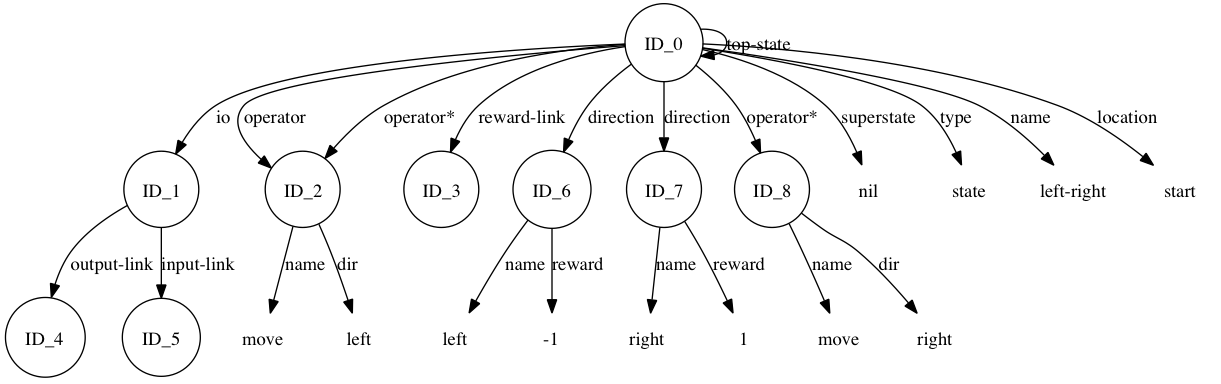 ID_0
top-state
io
operator
operator*
reward-link
direction
direction
operator*
superstate
type
name
location
ID_1
ID_2
ID_3
ID_6
ID_7
ID_8
nil
state
left-right
start
output-link
input-link
name
dir
name
reward
name
reward
name
dir
ID_4
ID_5
move
left
left
-1
right
1
move
right